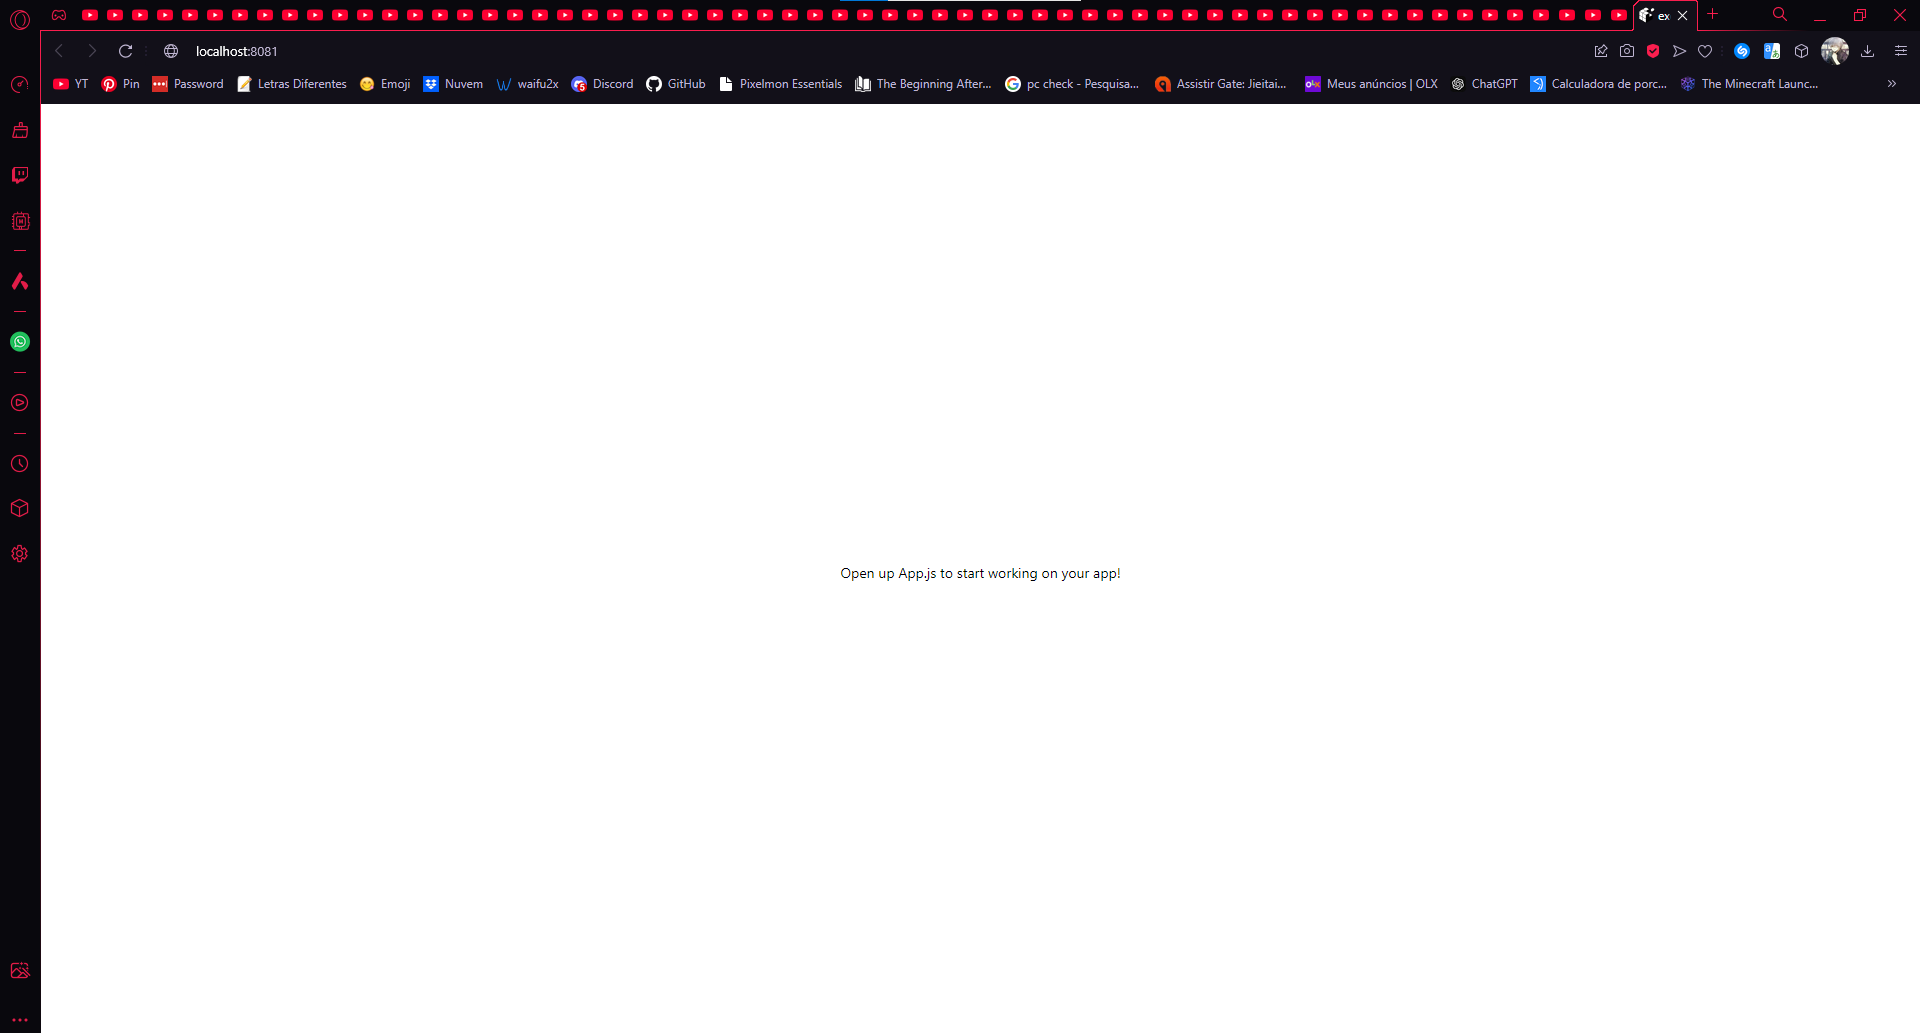 ex
localhost:8081
YT Pin Password Letras Diferentes Emoji Nuvem waifu2x Discord GitHub Pixelmon Essentials The Beginning After... pc check - Pesquisa... Assistir Gate: Jieitai... Meus anúncios | OLX ChatGPT Calculadora de porc... The Minecraft Launc...
Open up App.js to start working on your app!